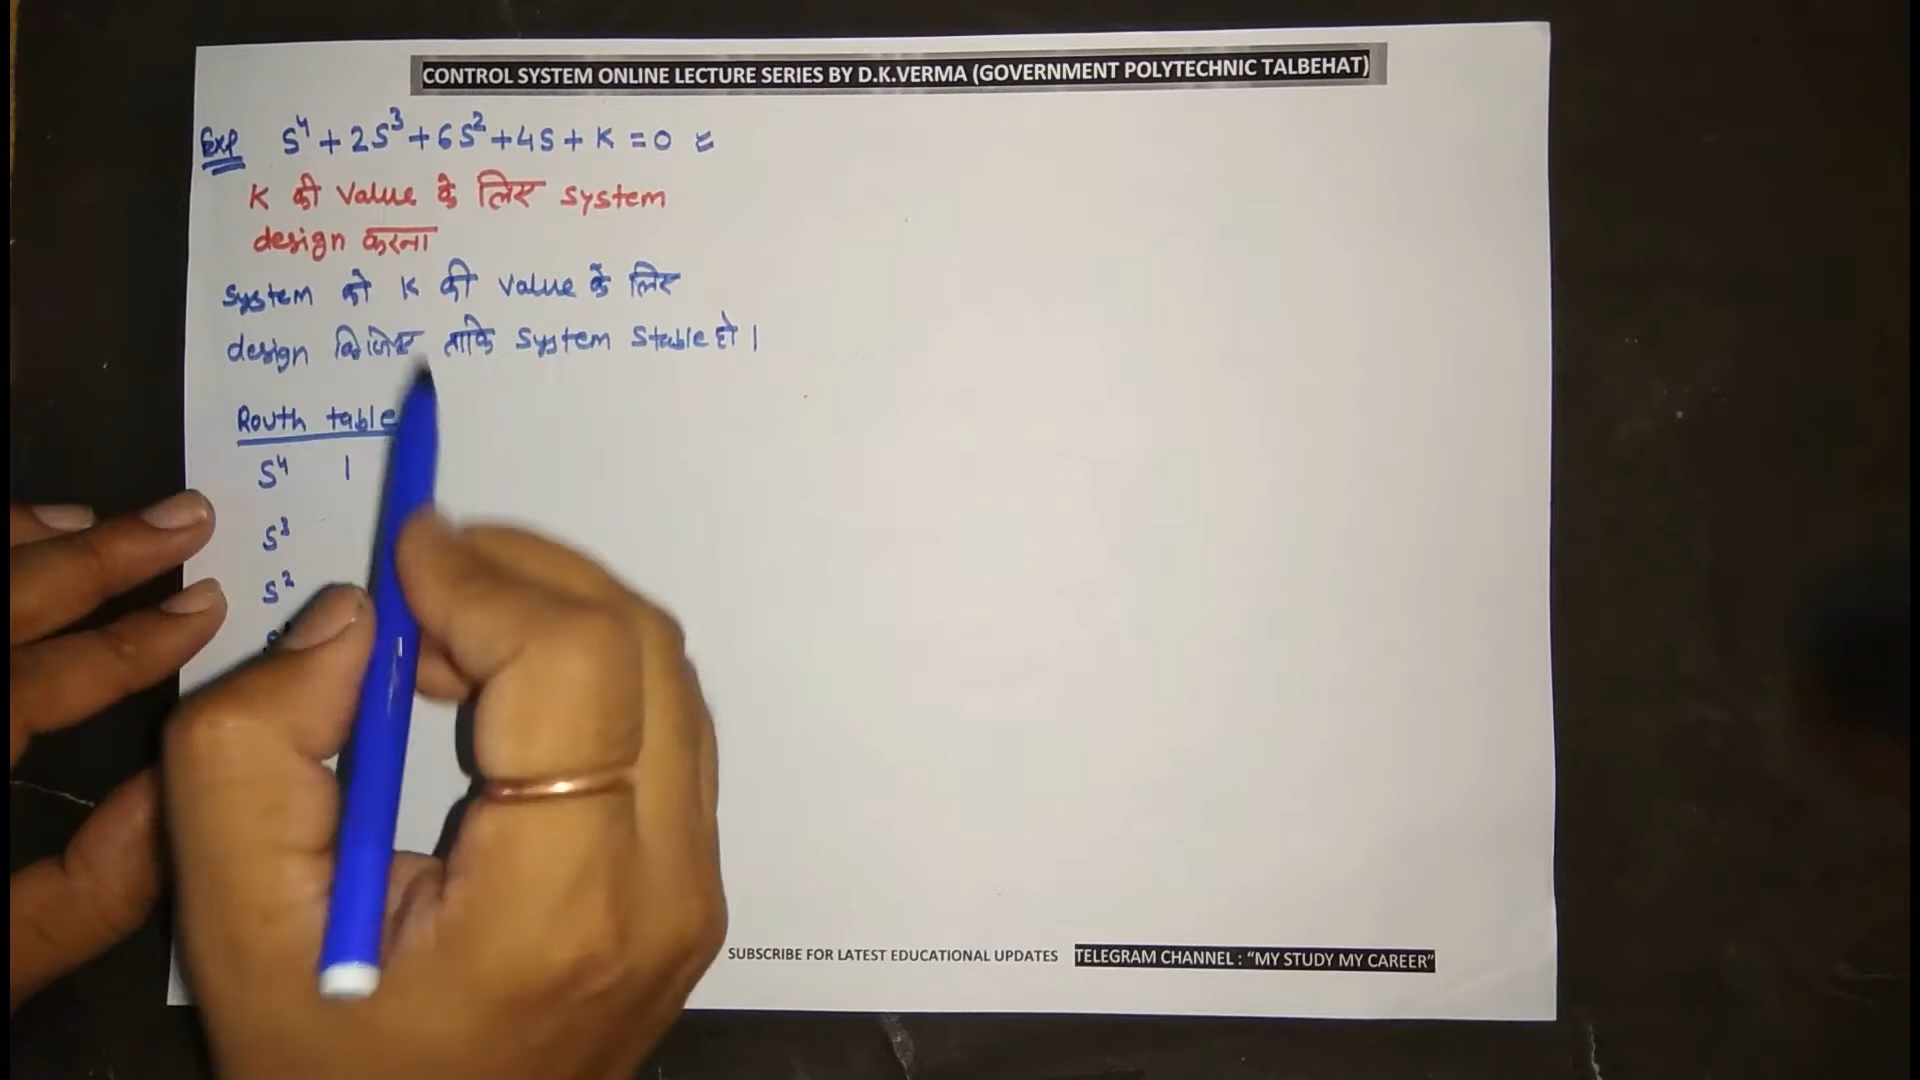 CONTROL SYSTEM ONLINE LECTURE SERIES BY D.K.VERMA (GOVERNMENT POLYTECHNIC TALBEHAT)
Exp S⁴ + 2S³ + 6S² + 4S + K = 0
K की Value के लिए system
design करना
System को K की value के लिए
design किजिए ताकि System Stable हो ।
Routh table
S⁴ 1
S³
S²
SUBSCRIBE FOR LATEST EDUCATIONAL UPDATES TELEGRAM CHANNEL : “MY STUDY MY CAREER”